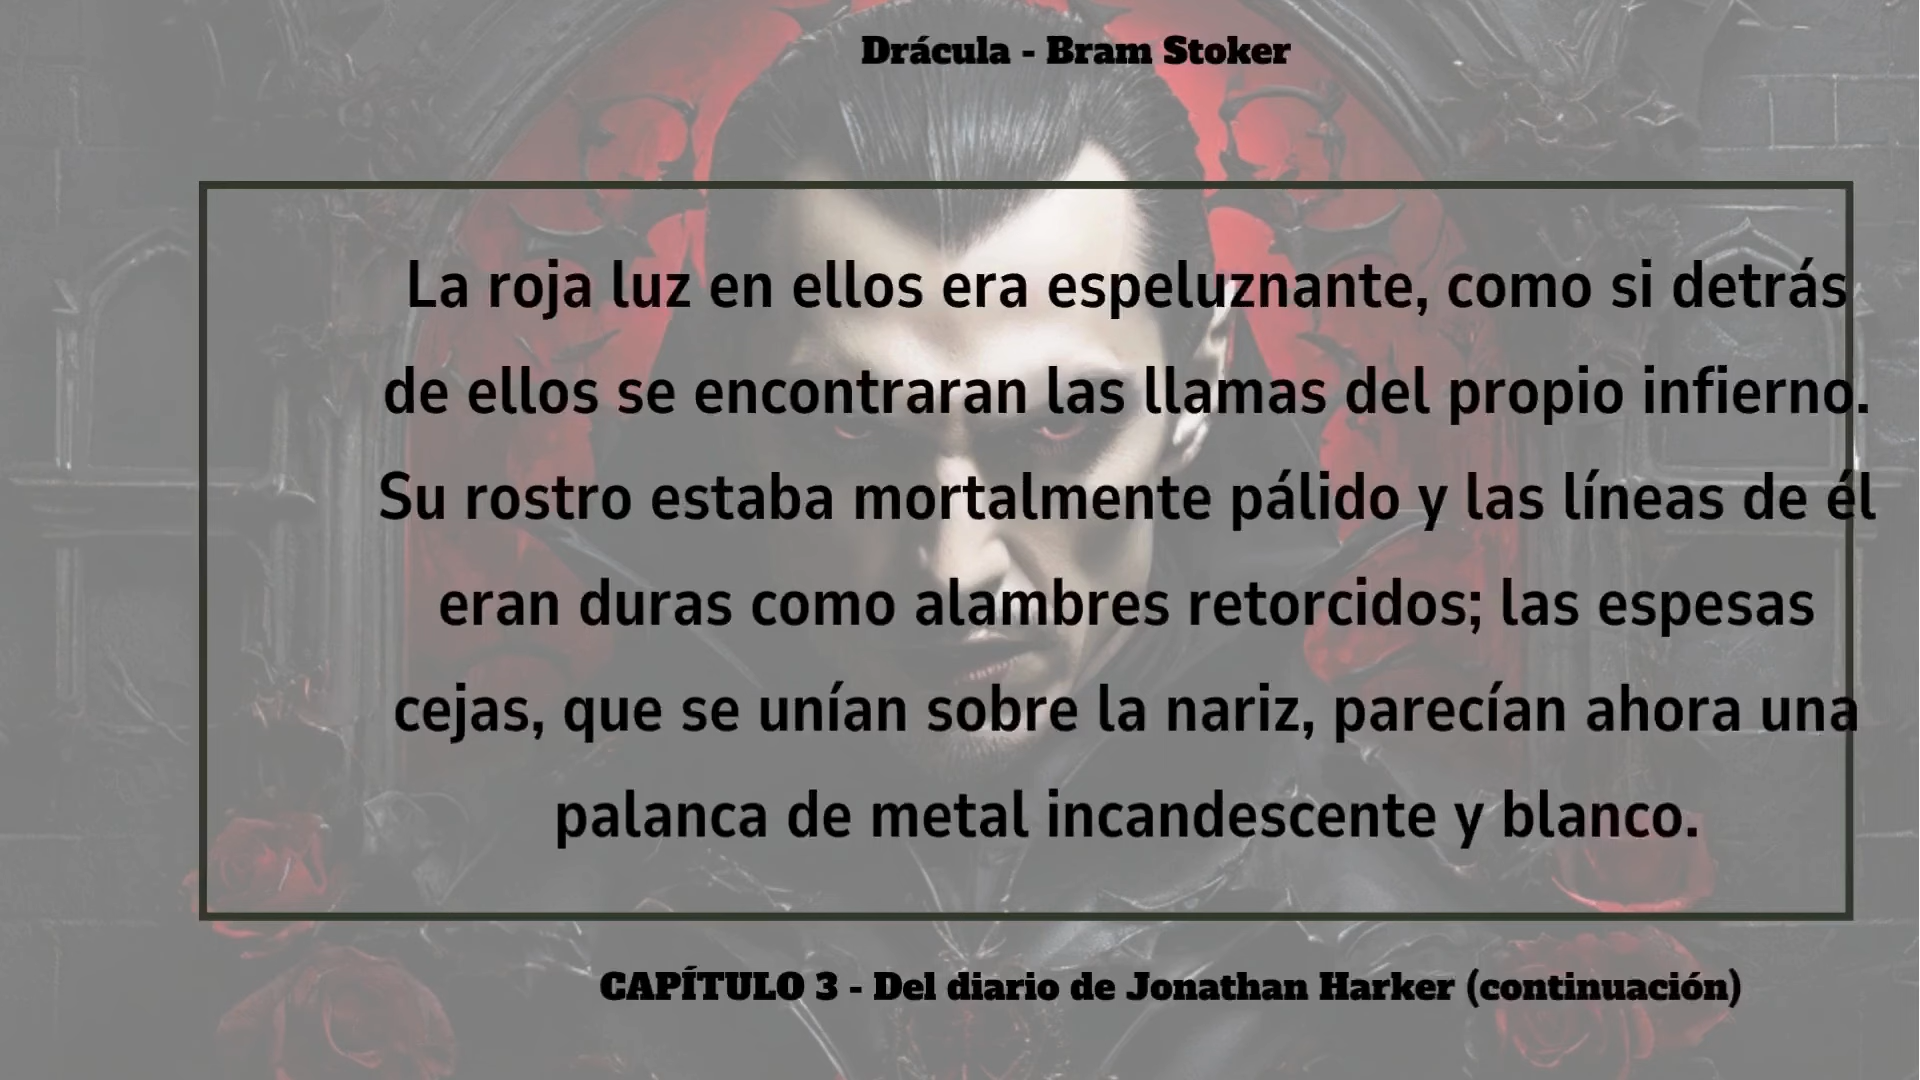 Drácula - Bram Stoker
La roja luz en ellos era espeluznante, como si detrás
de ellos se encontraran las llamas del propio infierno.
Su rostro estaba mortalmente pálido y las líneas de él
eran duras como alambres retorcidos; las espesas
cejas, que se unían sobre la nariz, parecían ahora una
palanca de metal incandescente y blanco.
CAPÍTULO 3 - Del diario de Jonathan Harker (continuación)